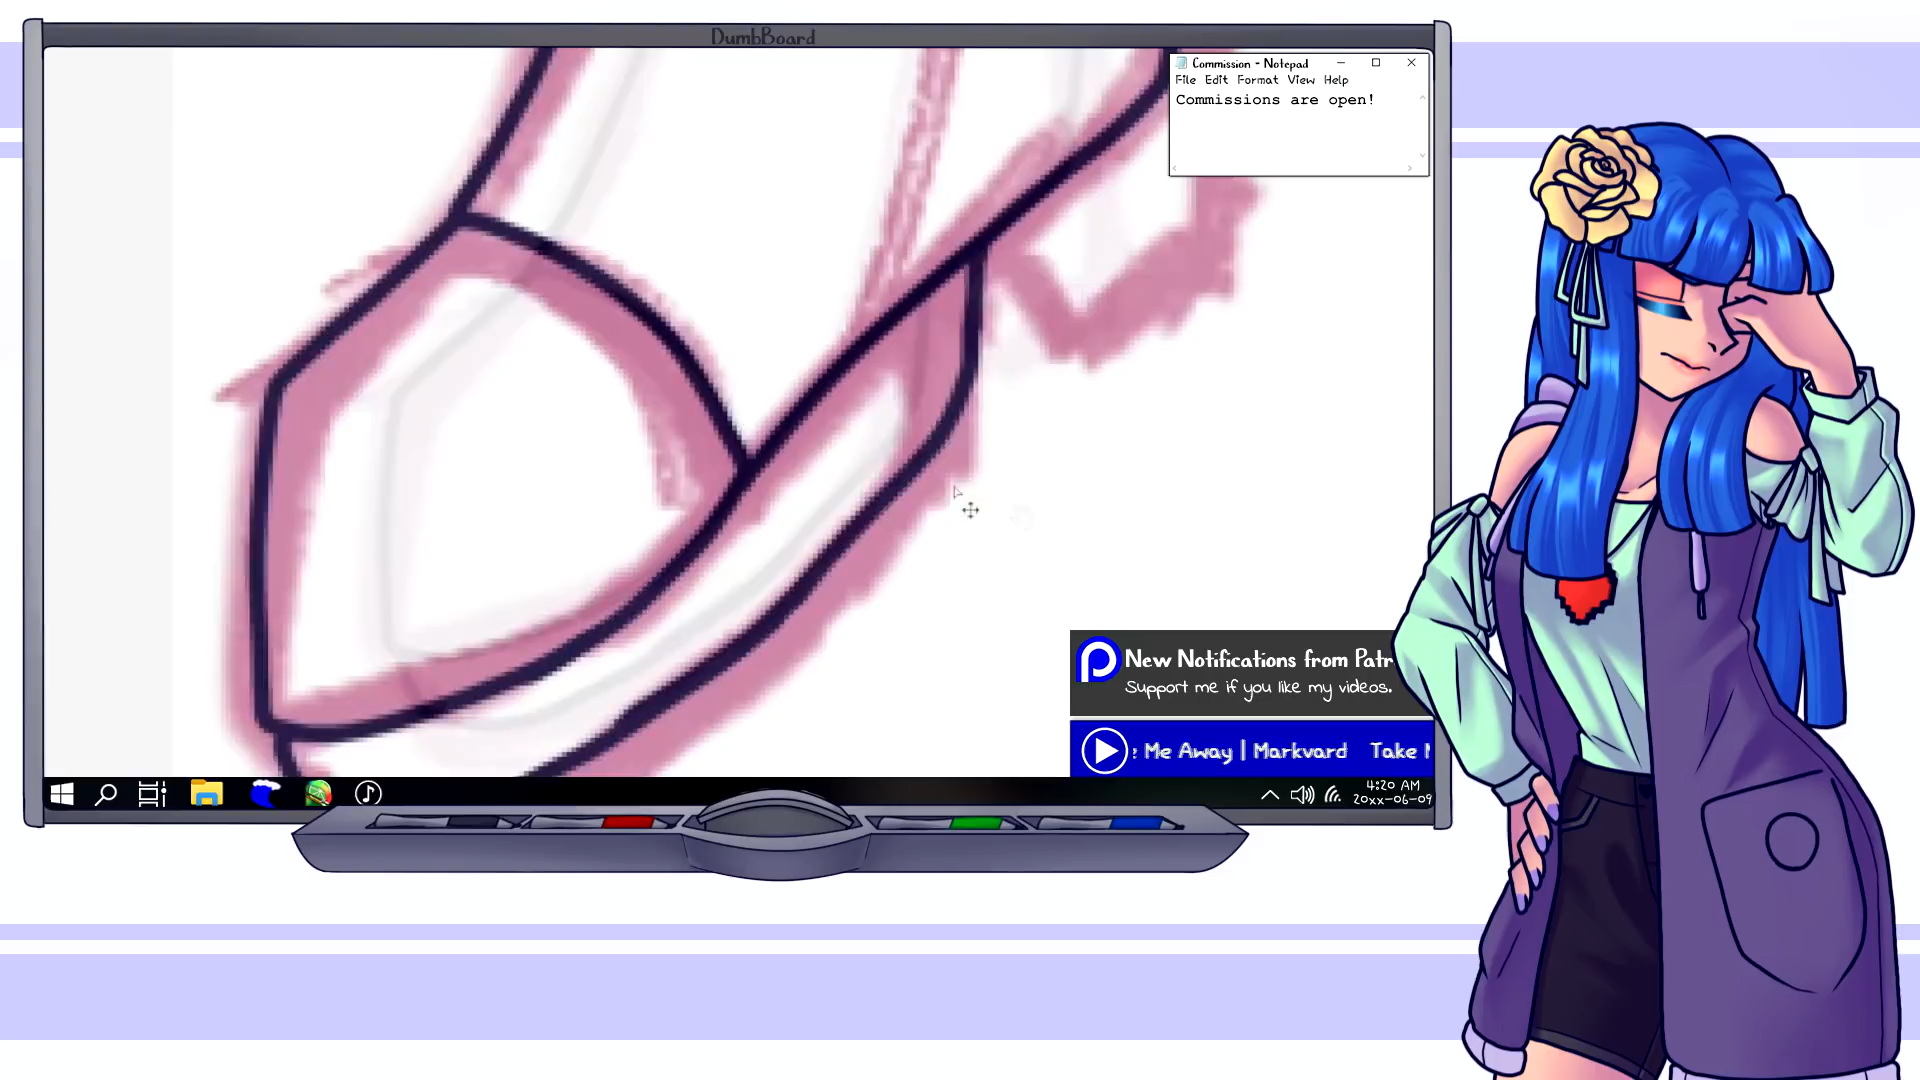 DumbBoard
Commission - Notepad
File Edit Format View Help
Commissions are open!
New Notifications from Patr
Support me if you like my videos.
: Me Away | Markvard Take
4:20 AM
20xx-06-09